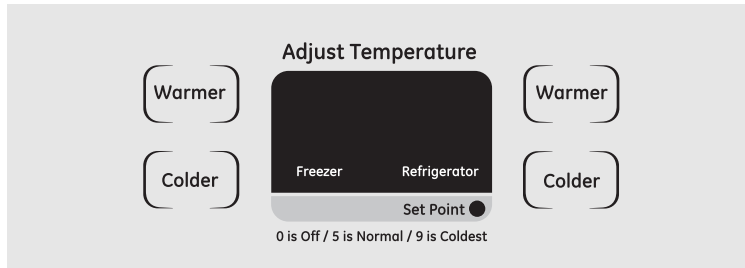 Adjust Temperature
Warmer
Warmer
Colder
Freezer
Refrigerator
Colder
Set Point
0 is Off / 5 is Normal / 9 is Coldest